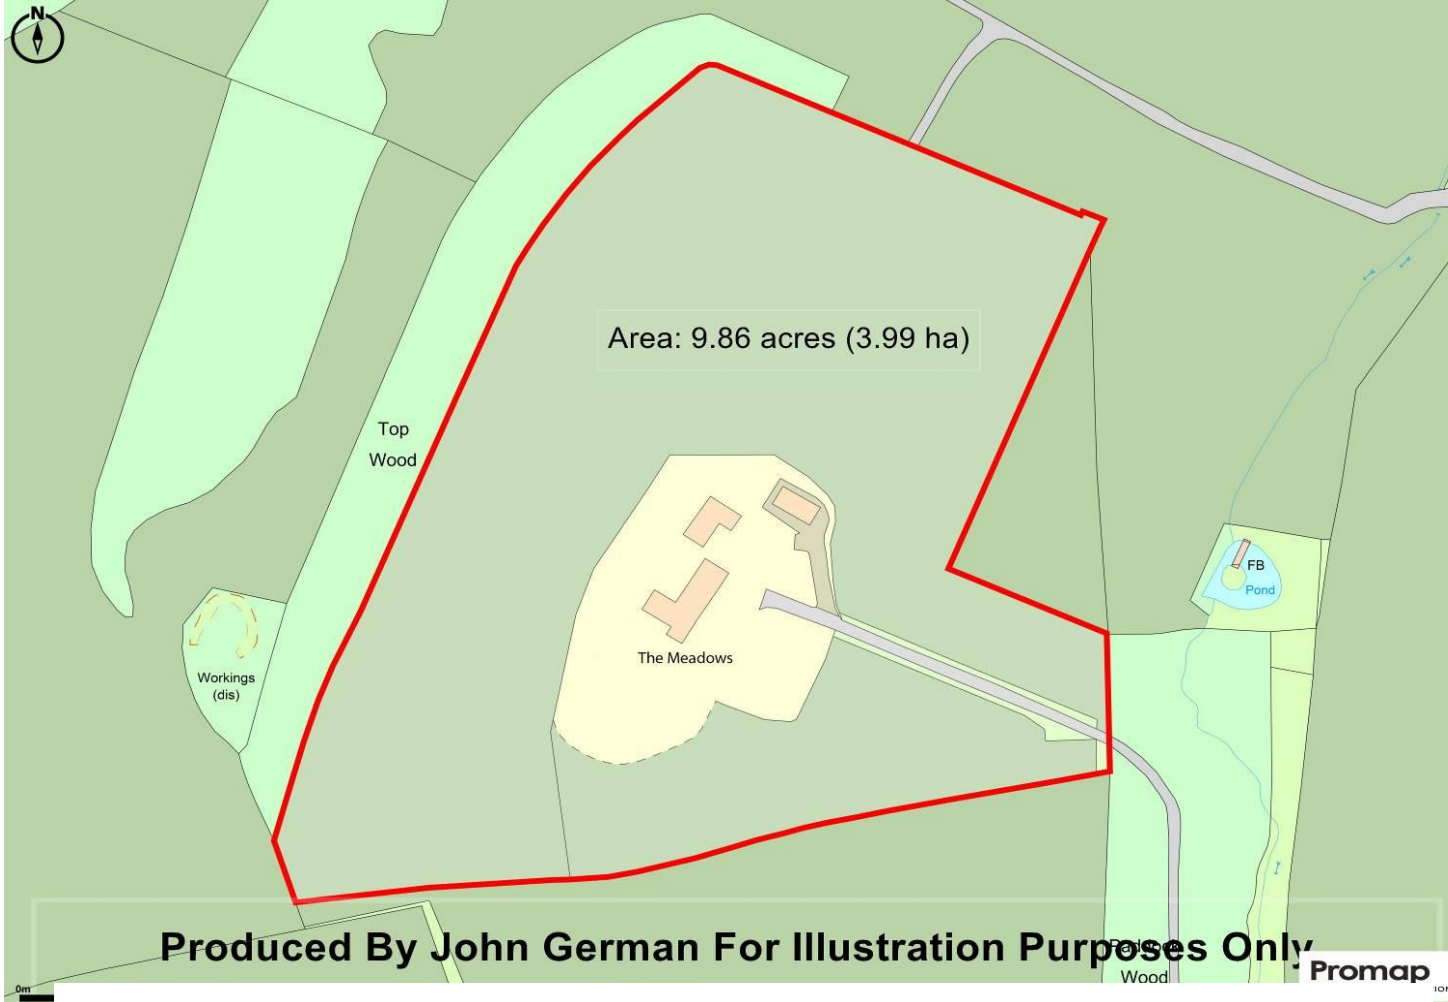 N
Area: 9.86 acres (3.99 ha)
Top
Wood
FB
Pond
The Meadows
Workings
(dis)
Produced By John German For Illustration Purposes Only
Paddock
Wood
Promap
0m